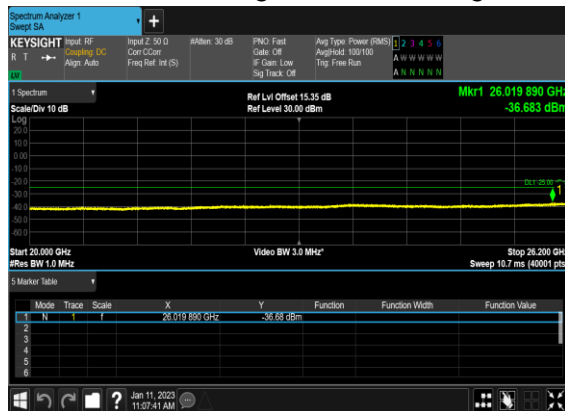 Spectrum Analyzer 1
Swept SA
+
KEYSIGHT Input: RF Input Z: 50 Ω #Atten: 30 dB PNO: Fast Avg Type: Power (RMS) 1 2 3 4 5 6
R T Coupling: DC Corr CCorr Gate: Off Avg|Hold: 100/100 A W W W W W
Align: Auto Freq Ref: Int (S) IF Gain: Low Trig: Free Run
LW Sig Track: Off A N N N N N
1 Spectrum Ref Lvl Offset 15.35 dB Mkr1 26.019 890 GHz
Scale/Div 10 dB Ref Level 30.00 dBm -36.683 dBm
Log
20.0
10.0
0.00
-10.0
-20.0
DL1 -25.00
1
-30.0
-40.0
-50.0
Start 20.000 GHz Video BW 3.0 MHz* Stop 26.200 GHz
#Res BW 1.0 MHz Sweep 10.7 ms (40001 pts)
5 Marker Table
Mode Trace Scale X Y Function Function Width Function Value
1 N 1 f 26.019 890 GHz -36.68 dBm
2
3
4
5
6
? Jan 11, 2023
11:07:41 AM